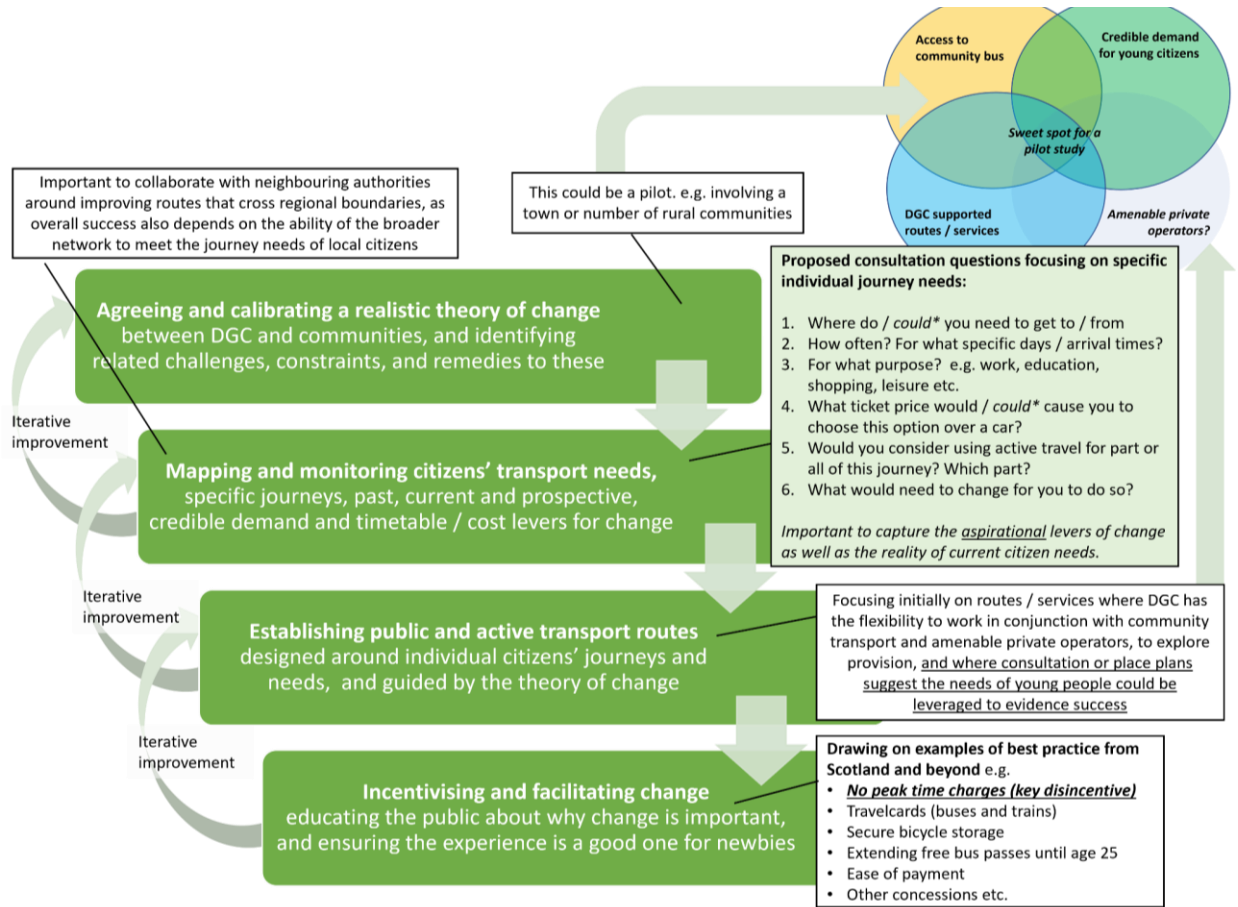 Access to
community bus
Credible demand
for young citizens
Sweet spot for a
pilot study
DGC supported
routes / services
Amenable private
operators?
Important to collaborate with neighbouring authorities
around improving routes that cross regional boundaries, as
overall success also depends on the ability of the broader
network to meet the journey needs of local citizens
This could be a pilot. e.g. involving a
town or number of rural communities
Agreeing and calibrating a realistic theory of change
between DGC and communities, and identifying
related challenges, constraints, and remedies to these
Proposed consultation questions focusing on specific
individual journey needs:
1. Where do / could* you need to get to / from
2. How often? For what specific days / arrival times?
3. For what purpose? e.g. work, education,
shopping, leisure etc.
4. What ticket price would / could* cause you to
choose this option over a car?
5. Would you consider using active travel for part or
all of this journey? Which part?
6. What would need to change for you to do so?
Important to capture the aspirational levers of change
as well as the reality of current citizen needs.
Iterative
improvement
Mapping and monitoring citizens’ transport needs,
specific journeys, past, current and prospective,
credible demand and timetable / cost levers for change
Iterative
improvement
Establishing public and active transport routes
designed around individual citizens’ journeys and
needs, and guided by the theory of change
Focusing initially on routes / services where DGC has
the flexibility to work in conjunction with community
transport and amenable private operators, to explore
provision, and where consultation or place plans
suggest the needs of young people could be
leveraged to evidence success
Iterative
improvement
Incentivising and facilitating change
educating the public about why change is important,
and ensuring the experience is a good one for newbies
Drawing on examples of best practice from
Scotland and beyond e.g.
• No peak time charges (key disincentive)
• Travelcards (buses and trains)
• Secure bicycle storage
• Extending free bus passes until age 25
• Ease of payment
• Other concessions etc.